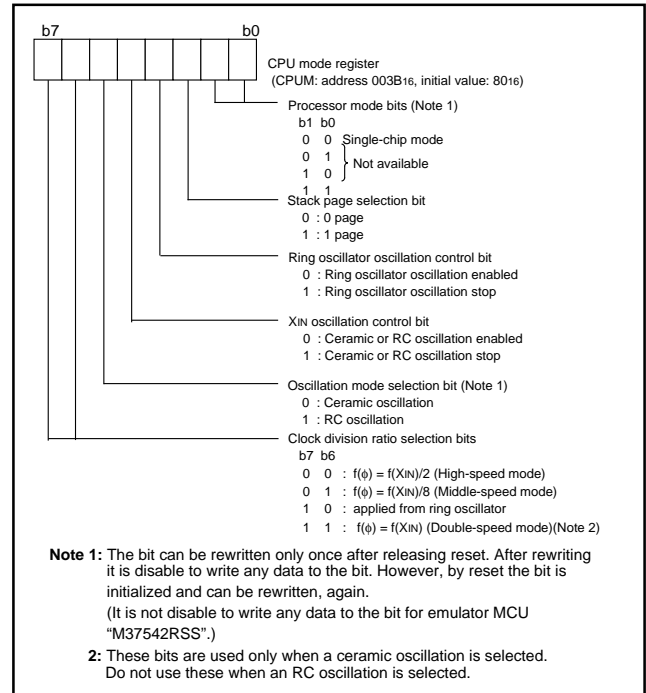 b7 b0
CPU mode register
(CPUM: address 003B16, initial value: 8016)
Processor mode bits (Note 1)
b1 b0
0 0 Single-chip mode
0 1
Not available
1 0
1 1
Stack page selection bit
0 : 0 page
1 : 1 page
Ring oscillator oscillation control bit
0 : Ring oscillator oscillation enabled
1 : Ring oscillator oscillation stop
XIN oscillation control bit
0 : Ceramic or RC oscillation enabled
1 : Ceramic or RC oscillation stop
Oscillation mode selection bit (Note 1)
0 : Ceramic oscillation
1 : RC oscillation
Clock division ratio selection bits
b7 b6
0 0 : f(φ) = f(XIN)/2 (High-speed mode)
0 1 : f(φ) = f(XIN)/8 (Middle-speed mode)
1 0 : applied from ring oscillator
1 1 : f(φ) = f(XIN) (Double-speed mode)(Note 2)
Note 1: The bit can be rewritten only once after releasing reset. After rewriting
it is disable to write any data to the bit. However, by reset the bit is
initialized and can be rewritten, again.
(It is not disable to write any data to the bit for emulator MCU
“M37542RSS”.)
2: These bits are used only when a ceramic oscillation is selected.
Do not use these when an RC oscillation is selected.